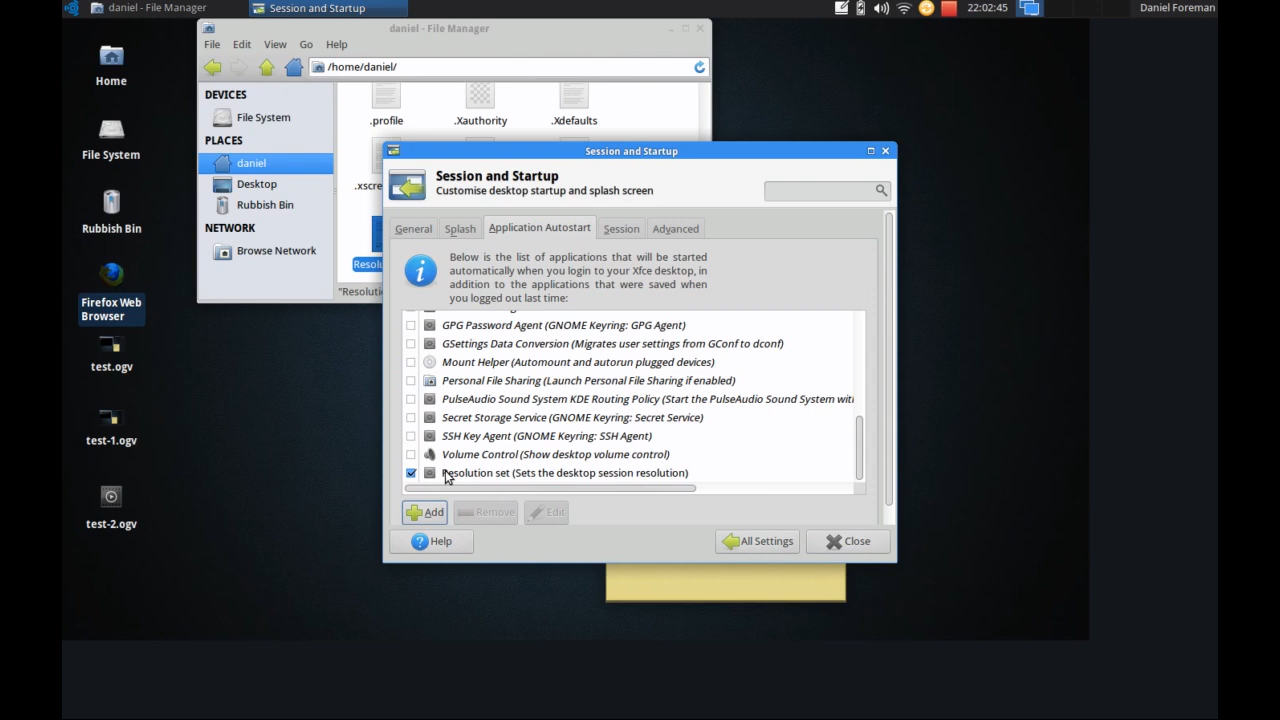 daniel - File Manager
Session and Startup
22:02:45
Daniel Foreman
Home
File System
Rubbish Bin
Firefox Web
Browser
test.ogv
test-1.ogv
test-2.ogv
daniel - File Manager
File Edit View Go Help
/home/daniel/
DEVICES
File System
PLACES
daniel
Desktop
Rubbish Bin
NETWORK
Browse Network
.profile
.Xauthority
.Xdefaults
.xscre
Resolu
"Resoluti
Session and Startup
Session and Startup
Customise desktop startup and splash screen
General Splash Application Autostart Session Advanced
Below is the list of applications that will be started
automatically when you login to your Xfce desktop, in
addition to the applications that were saved when
you logged out last time:
GPG Password Agent (GNOME Keyring: GPG Agent)
GSettings Data Conversion (Migrates user settings from GConf to dconf)
Mount Helper (Automount and autorun plugged devices)
Personal File Sharing (Launch Personal File Sharing if enabled)
PulseAudio Sound System KDE Routing Policy (Start the PulseAudio Sound System with
Secret Storage Service (GNOME Keyring: Secret Service)
SSH Key Agent (GNOME Keyring: SSH Agent)
Volume Control (Show desktop volume control)
Resolution set (Sets the desktop session resolution)
Add Remove Edit
Help All Settings Close